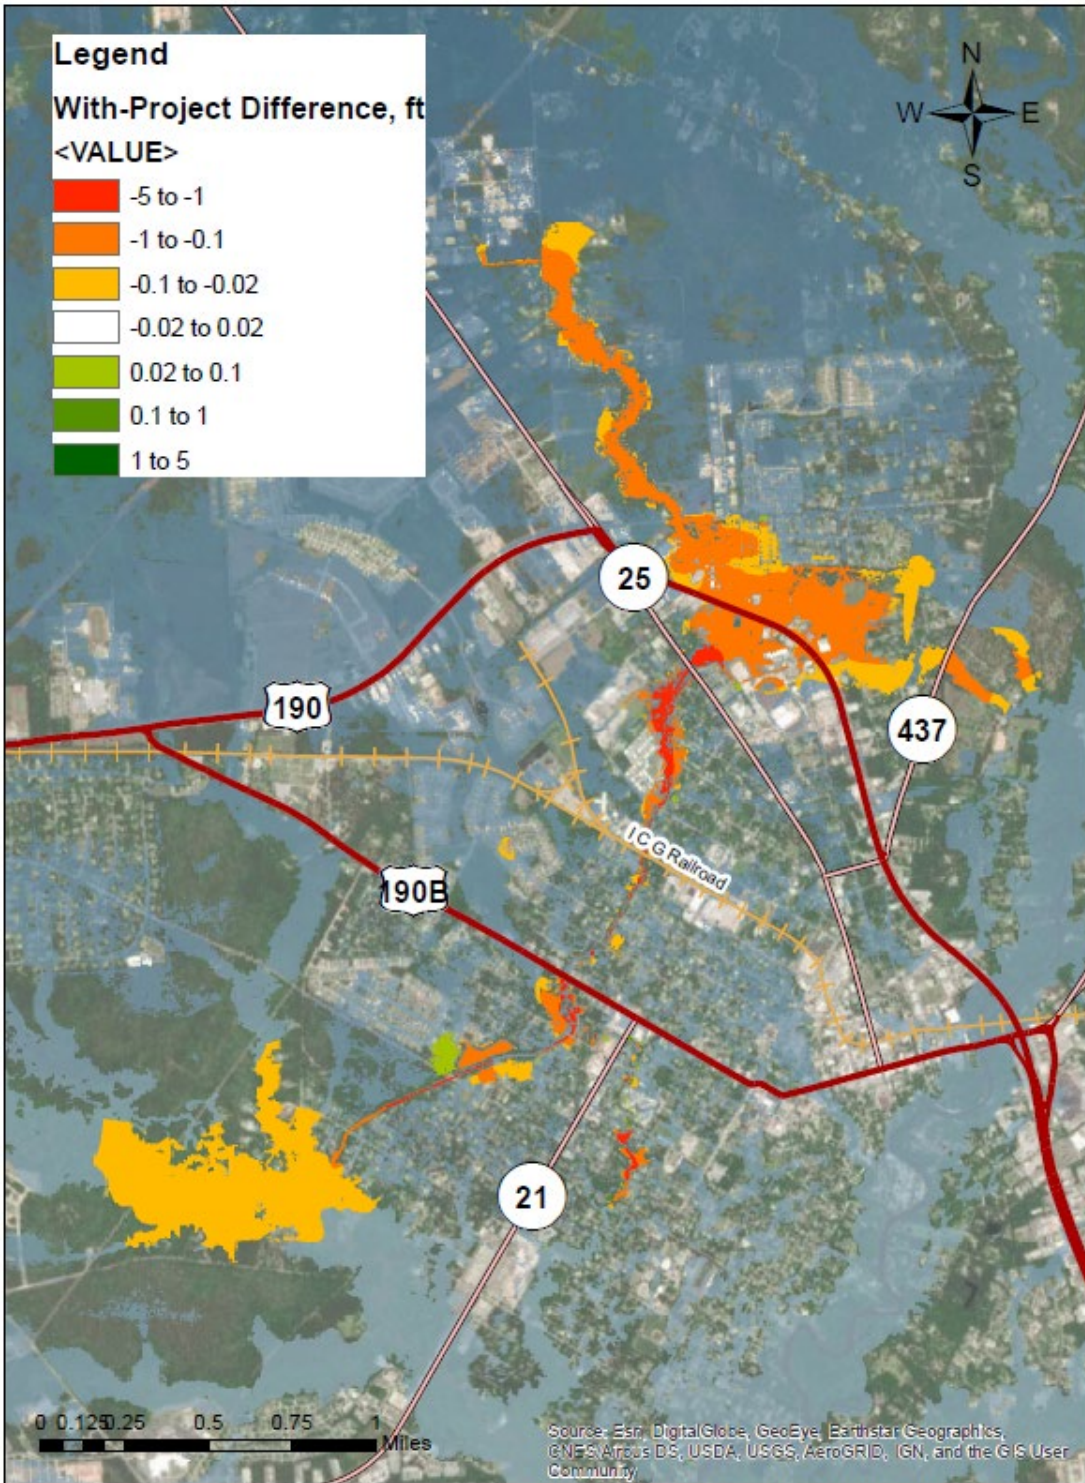 Legend
With-Project Difference, ft
<VALUE>
-5 to -1
-1 to -0.1
-0.1 to -0.02
-0.02 to 0.02
0.02 to 0.1
0.1 to 1
1 to 5
N
W E
S
25
190
437
I C G Railroad
190B
21
0 0.125 0.25 0.5 0.75 1
Miles
Source: Esri, DigitalGlobe, GeoEye, Earthstar Geographics,
CNES/Airbus DS, USDA, USGS, AeroGRID, IGN, and the GIS User
Community